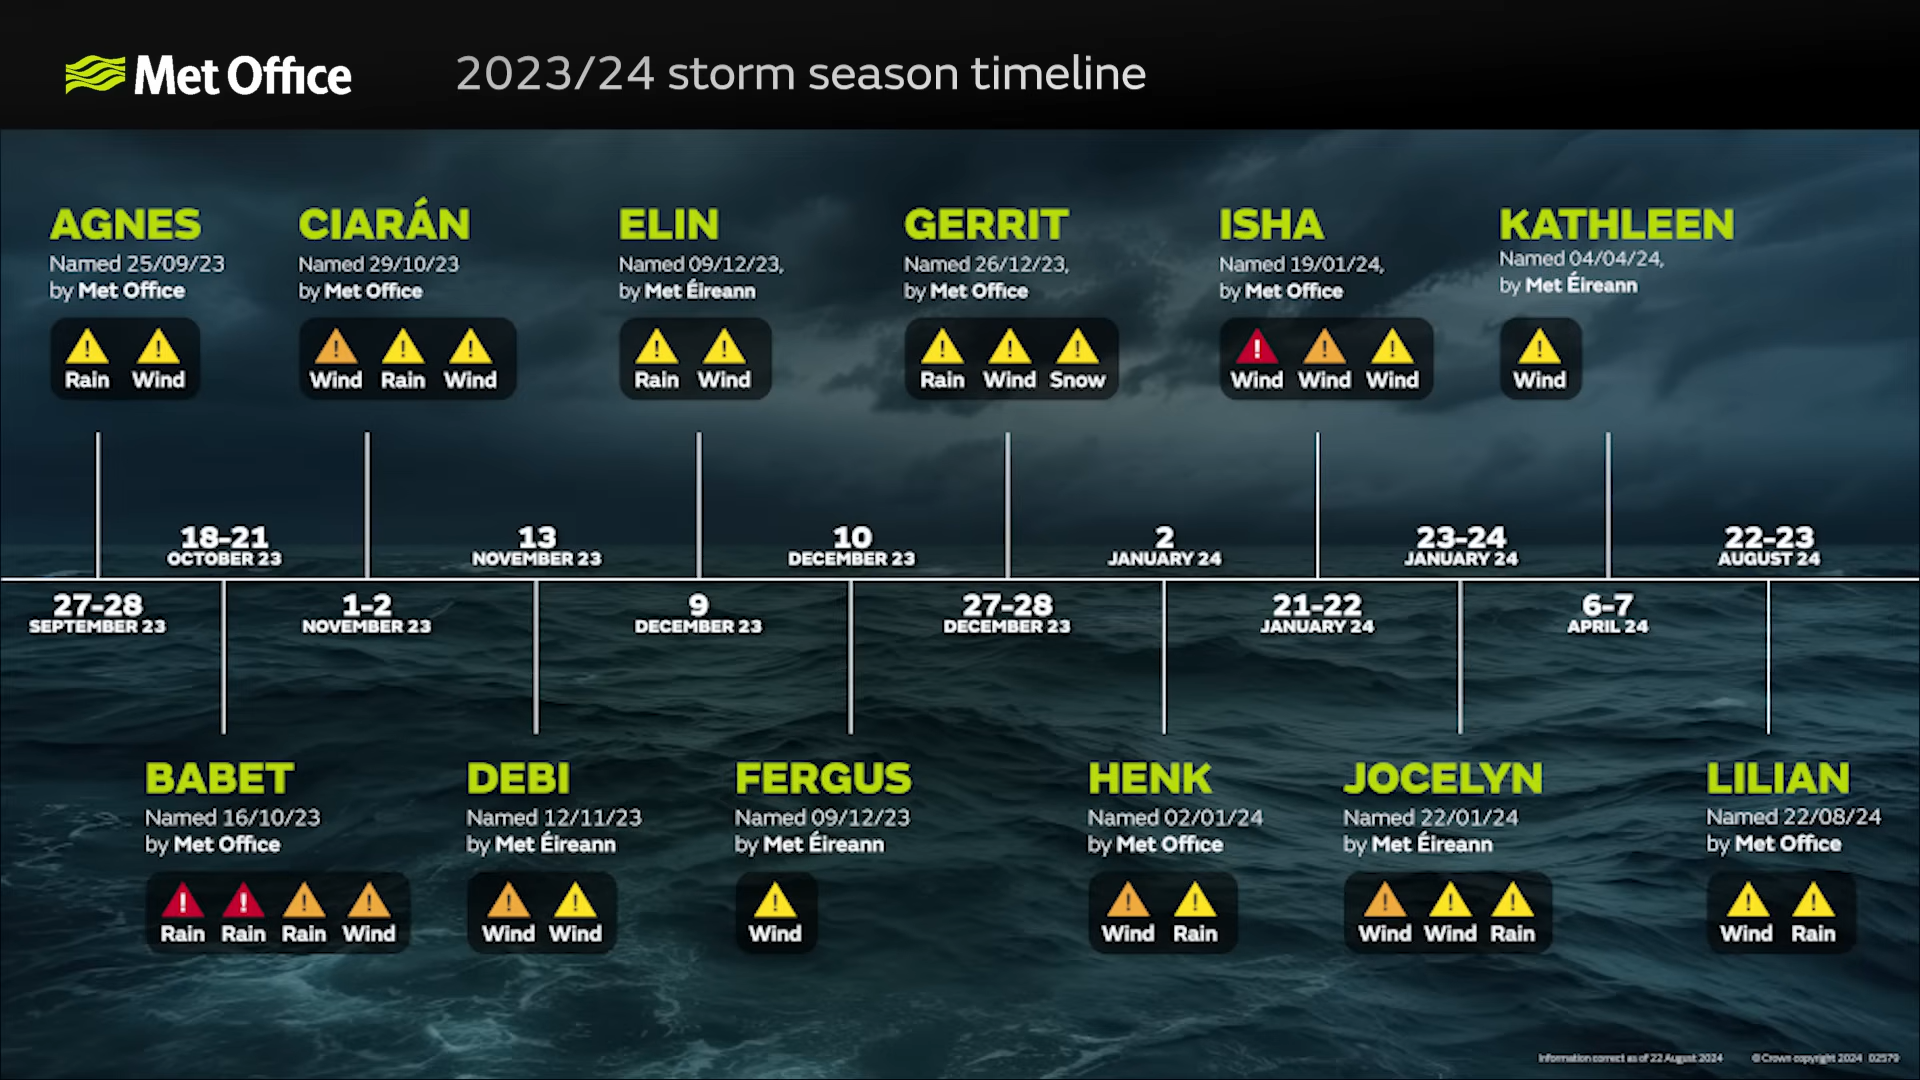 Met Office
2023/24 storm season timeline
AGNES
Named 25/09/23
by Met Office
Rain Wind
CIARÁN
Named 29/10/23
by Met Office
Wind Rain Wind
ELIN
Named 09/12/23,
by Met Éireann
Rain Wind
GERRIT
Named 26/12/23,
by Met Office
Rain Wind Snow
ISHA
Named 19/01/24,
by Met Office
Wind Wind Wind
KATHLEEN
Named 04/04/24,
by Met Éireann
Wind
18-21
OCTOBER 23
13
NOVEMBER 23
10
DECEMBER 23
2
JANUARY 24
23-24
JANUARY 24
22-23
AUGUST 24
27-28
SEPTEMBER 23
1-2
NOVEMBER 23
9
DECEMBER 23
27-28
DECEMBER 23
21-22
JANUARY 24
6-7
APRIL 24
BABET
Named 16/10/23
by Met Office
Rain Rain Rain Wind
DEBI
Named 12/11/23
by Met Éireann
Wind Wind
FERGUS
Named 09/12/23
by Met Éireann
Wind
HENK
Named 02/01/24
by Met Office
Wind Rain
JOCELYN
Named 22/01/24
by Met Éireann
Wind Wind Rain
LILIAN
Named 22/08/24
by Met Office
Wind Rain
Information correct as of 22 August 2024 © Crown copyright 2024 02579